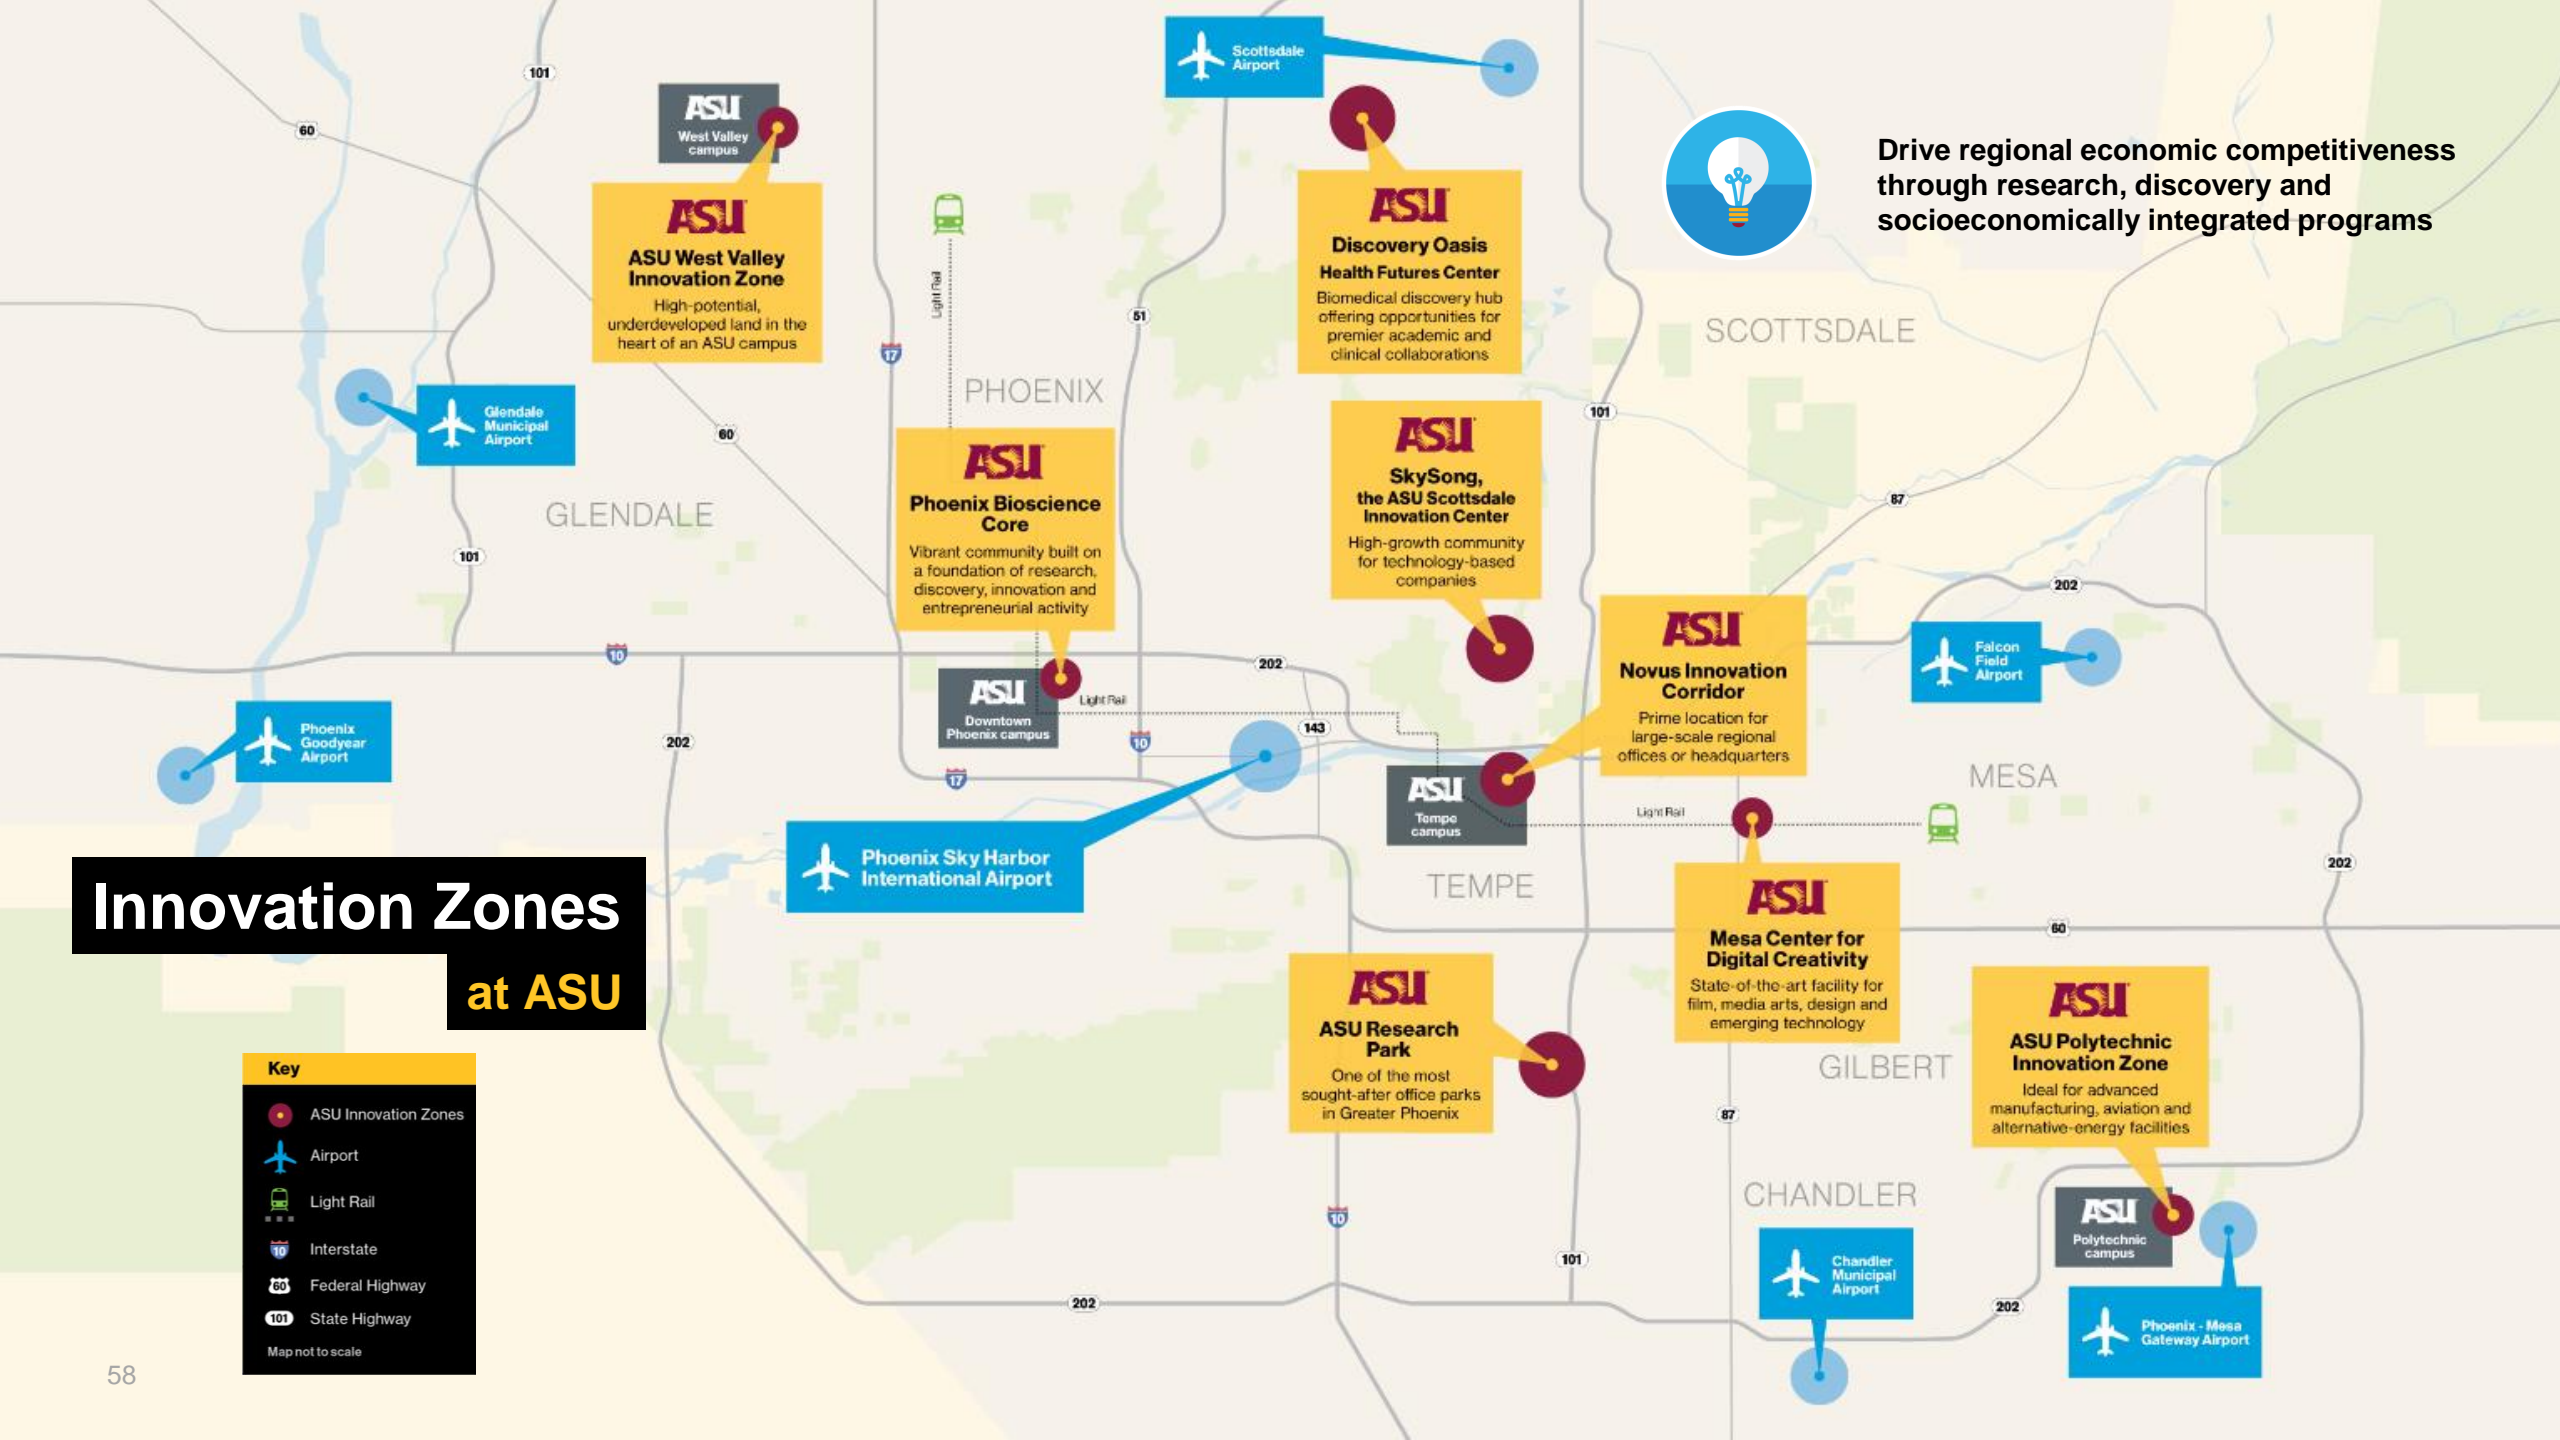 Scottsdale
Airport
101
ASU
West Valley
campus
60
Drive regional economic competitiveness
through research, discovery and
socioeconomically integrated programs
ASU
ASU West Valley
Innovation Zone
High-potential,
underdeveloped land in the
heart of an ASU campus
ASU
Discovery Oasis
Health Futures Center
Biomedical discovery hub
offering opportunities for
premier academic and
clinical collaborations
Light Rail
51
17
SCOTTSDALE
PHOENIX
Glendale
Municipal
Airport
60
101
ASU
SkySong,
the ASU Scottsdale
Innovation Center
High-growth community
for technology-based
companies
ASU
Phoenix Bioscience
Core
Vibrant community built on
a foundation of research,
discovery, innovation and
entrepreneurial activity
87
GLENDALE
101
202
10
202
ASU
Novus Innovation
Corridor
Prime location for
large-scale regional
offices or headquarters
Falcon
Field
Airport
ASU
Downtown
Phoenix campus
Light Rail
Phoenix
Goodyear
Airport
202
10
143
17
MESA
ASU
Tempe
campus
Light Rail
Phoenix Sky Harbor
International Airport
202
TEMPE
Innovation Zones
at ASU
60
ASU
Mesa Center for
Digital Creativity
State-of-the-art facility for
film, media arts, design and
emerging technology
ASU
ASU Research
Park
One of the most
sought-after office parks
in Greater Phoenix
ASU
ASU Polytechnic
Innovation Zone
Ideal for advanced
manufacturing, aviation and
alternative-energy facilities
GILBERT
87
CHANDLER
10
101
202
202
ASU
Polytechnic
campus
Chandler
Municipal
Airport
Phoenix - Mesa
Gateway Airport
Key
ASU Innovation Zones
Airport
Light Rail
10 Interstate
60 Federal Highway
101 State Highway
Map not to scale
58